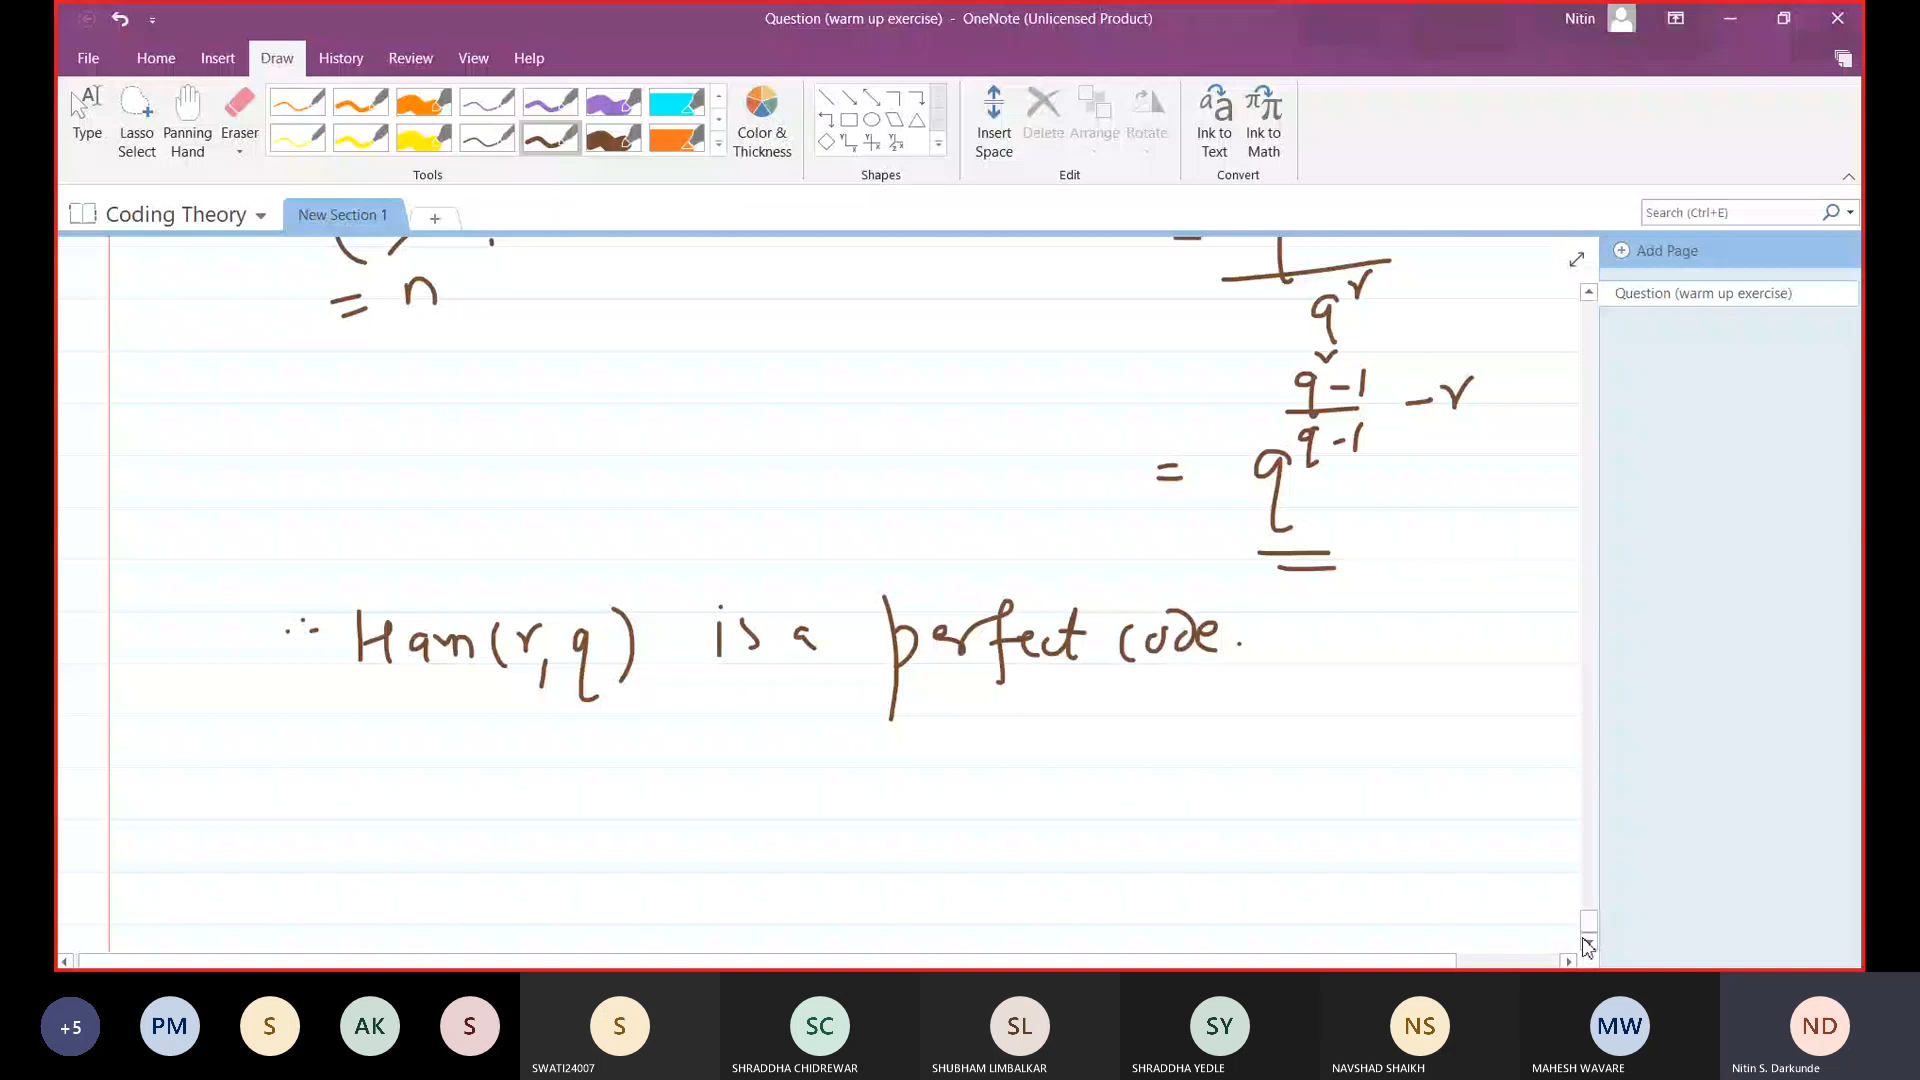 Question (warm up exercise) - OneNote (Unlicensed Product)
Nitin
File Home Insert Draw History Review View Help
Type
Lasso Select
Panning Hand
Eraser
Color & Thickness
Insert Space
Delete
Arrange
Rotate
Ink to Text
Ink to Math
Tools
Shapes
Edit
Convert
Coding Theory
New Section 1
+
Search (Ctrl+E)
Add Page
Question (warm up exercise)
= n
q^r
= q^((q^r - 1)/(q - 1) - r)
∴ Ham(r, q) is a perfect code.
+5
PM
S
AK
S
S
SC
SL
SY
NS
MW
ND
SWATI24007
SHRADDHA CHIDREWAR
SHUBHAM LIMBALKAR
SHRADDHA YEDLE
NAVSHAD SHAIKH
MAHESH WAVARE
Nitin S. Darkunde